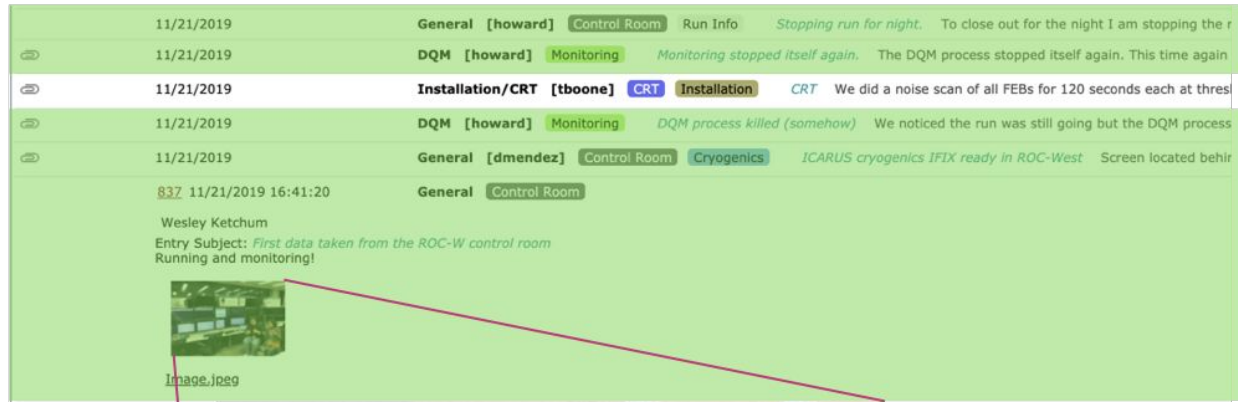 11/21/2019 General [howard] Control Room Run Info Stopping run for night. To close out for the night I am stopping the
11/21/2019 DQM [howard] Monitoring Monitoring stopped itself again. The DQM process stopped itself again. This time again
11/21/2019 Installation/CRT [tboone] CRT Installation CRT We did a noise scan of all FEBs for 120 seconds each at
11/21/2019 DQM [howard] Monitoring DQM process killed (somehow) We noticed the run was still going but the DQM process
11/21/2019 General [dmendez] Control Room Cryogenics ICARUS cryogenics IFIX ready in ROC-West Screen located
837 11/21/2019 16:41:20 General Control Room
Wesley Ketchum
Entry Subject: First data taken from the ROC-W control room
Running and monitoring!
Image.jpeg